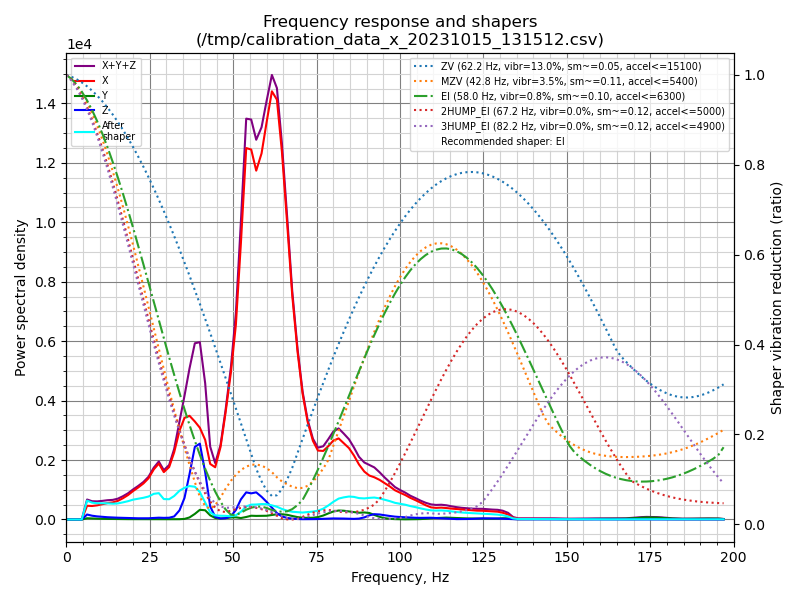 Frequency response and shapers
(/tmp/calibration_data_x_20231015_131512.csv)
1e4
X+Y+Z
X
Y
Z
After
shaper
ZV (62.2 Hz, vibr=13.0%, sm~=0.05, accel<=15100)
MZV (42.8 Hz, vibr=3.5%, sm~=0.11, accel<=5400)
EI (58.0 Hz, vibr=0.8%, sm~=0.10, accel<=6300)
2HUMP_EI (67.2 Hz, vibr=0.0%, sm~=0.12, accel<=5000)
3HUMP_EI (82.2 Hz, vibr=0.0%, sm~=0.12, accel<=4900)
Recommended shaper: EI
Power spectral density
1.4
1.2
1.0
0.8
0.6
0.4
0.2
0.0
1.0
0.8
0.6
0.4
0.2
0.0
Shaper vibration reduction (ratio)
0 25 50 75 100 125 150 175 200
Frequency, Hz